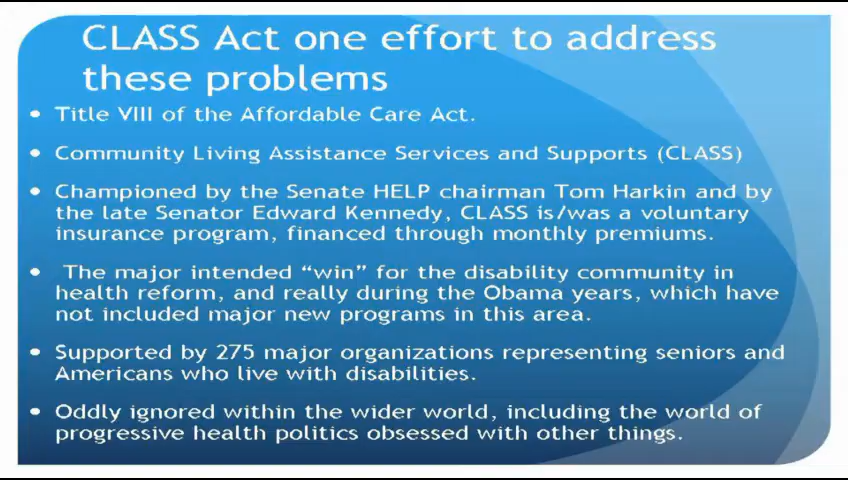 CLASS Act one effort to address
these problems
• Title VIII of the Affordable Care Act.
• Community Living Assistance Services and Supports (CLASS)
• Championed by the Senate HELP chairman Tom Harkin and by
the late Senator Edward Kennedy, CLASS is/was a voluntary
insurance program, financed through monthly premiums.
• The major intended “win” for the disability community in
health reform, and really during the Obama years, which have
not included major new programs in this area.
• Supported by 275 major organizations representing seniors and
Americans who live with disabilities.
• Oddly ignored within the wider world, including the world of
progressive health politics obsessed with other things.